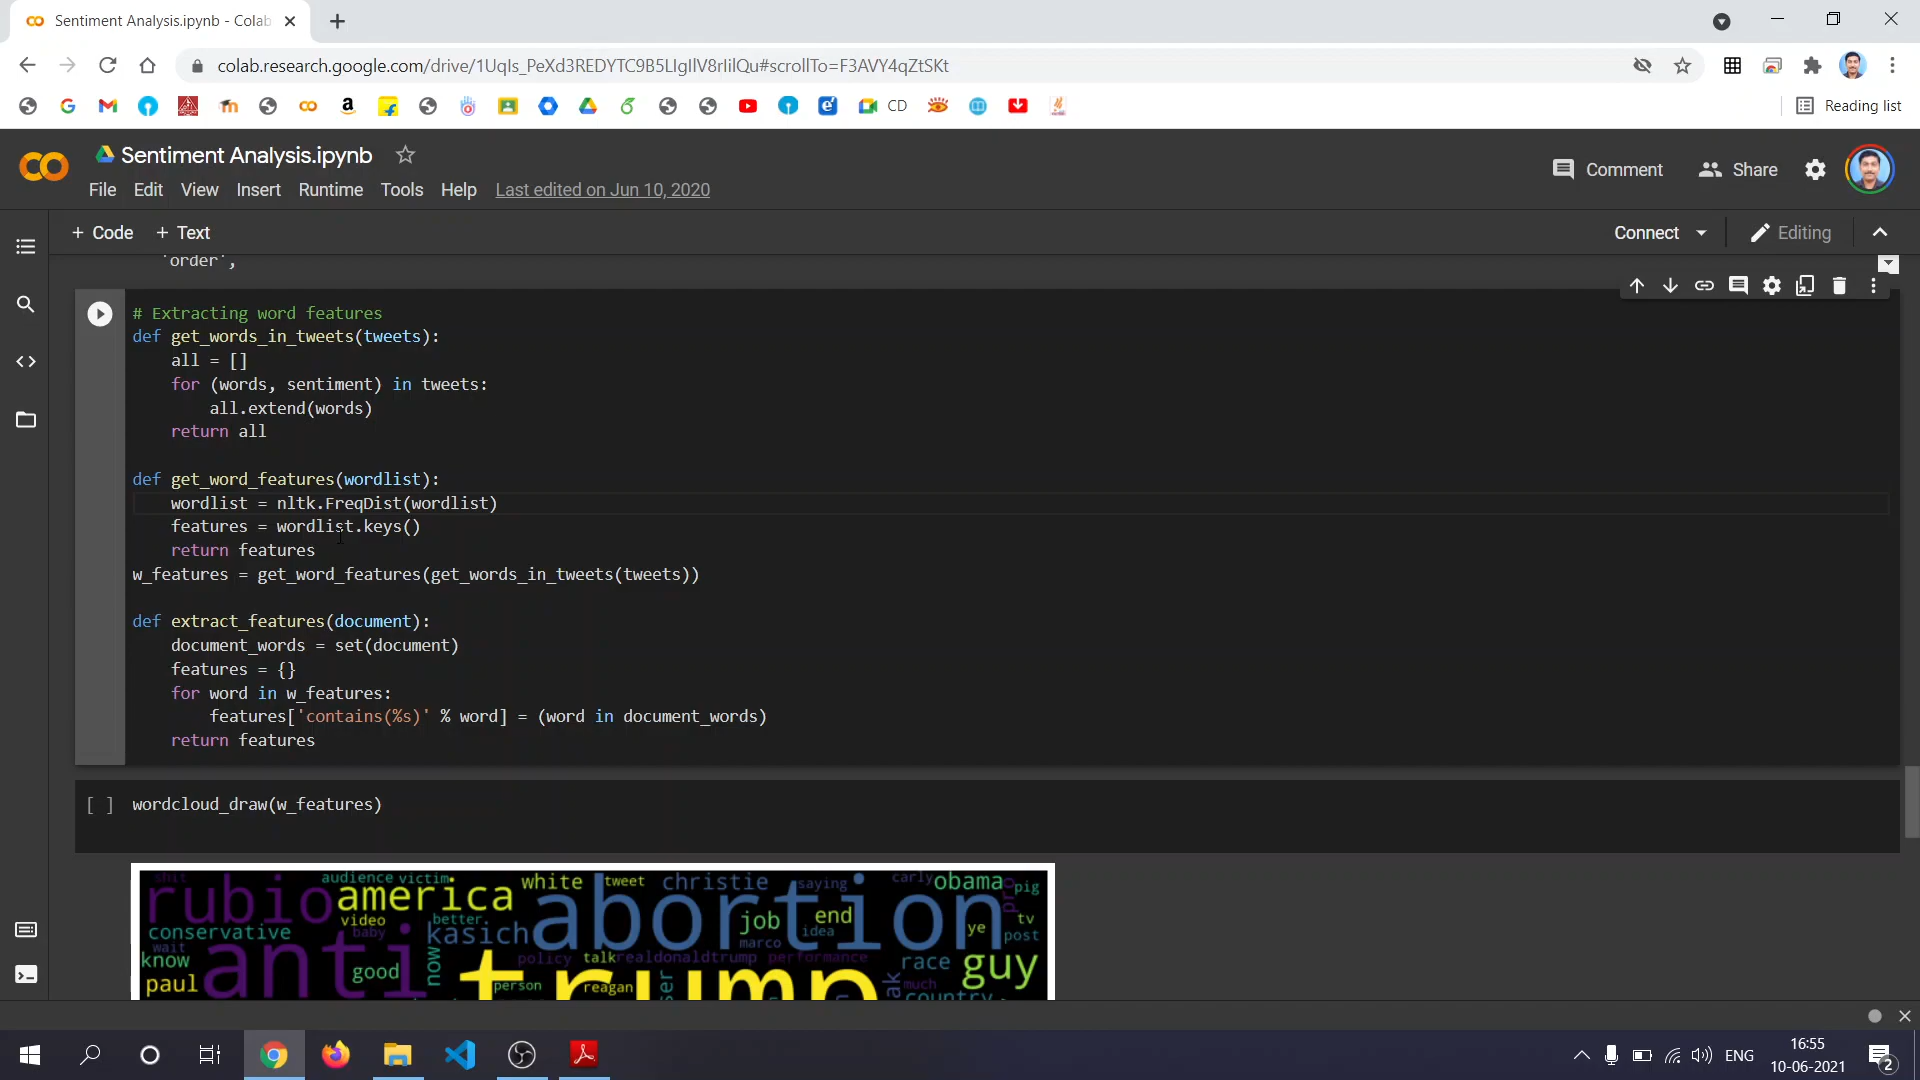 Sentiment Analysis.ipynb - Colab
colab.research.google.com/drive/1UqIs_PeXd3REDYTC9B5LIgIlV8rIilQu#scrollTo=F3AVY4qZtSKt
CD
Reading list
Sentiment Analysis.ipynb
Comment
Share
File Edit View Insert Runtime Tools Help Last edited on Jun 10, 2020
+ Code + Text
Connect
Editing
'order',
# Extracting word features
def get_words_in_tweets(tweets):
    all = []
    for (words, sentiment) in tweets:
        all.extend(words)
    return all
def get_word_features(wordlist):
    wordlist = nltk.FreqDist(wordlist)
    features = wordlist.keys()
    return features
w_features = get_word_features(get_words_in_tweets(tweets))
def extract_features(document):
    document_words = set(document)
    features = {}
    for word in w_features:
        features['contains(%s)' % word] = (word in document_words)
    return features
[ ] wordcloud_draw(w_features)
shit audience victim white tweet christie saying carly obama pig
rubio america abortion pro
video better. job end tv
conservative baby kasich marco idea ye post
wait anti now policy talk realdonaldtrump performance
know good race guy
paul trump person reagan user much country
ENG
16:55
10-06-2021
2